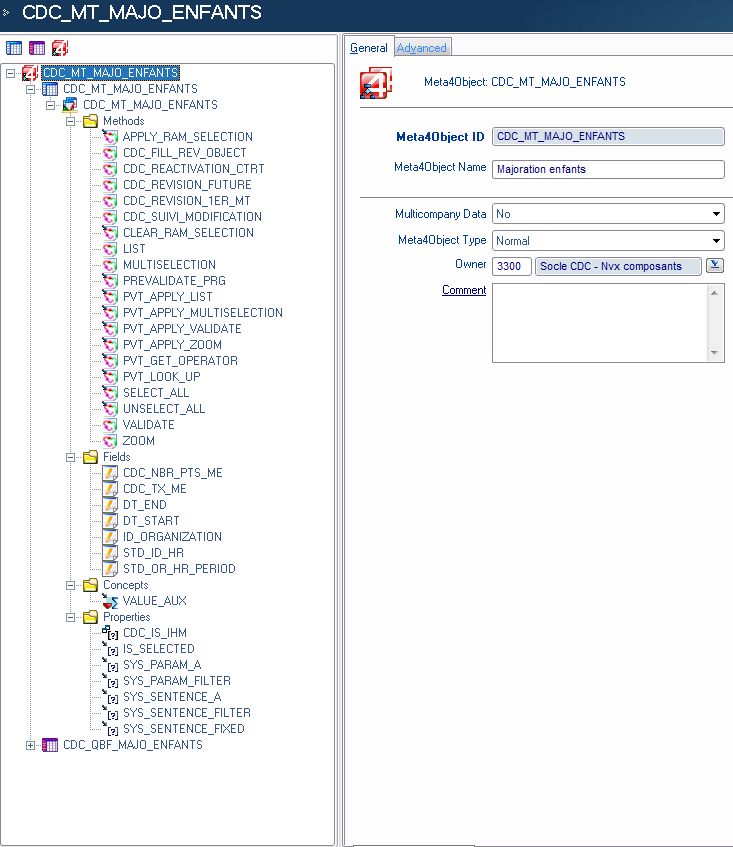 » CDC_MT_MAJO_ENFANTS
CDC_MT_MAJO_ENFANTS
CDC_MT_MAJO_ENFANTS
CDC_MT_MAJO_ENFANTS
Methods
APPLY_RAM_SELECTION
CDC_FILL_REV_OBJECT
CDC_REACTIVATION_CTRT
CDC_REVISION_FUTURE
CDC_REVISION_1ER_MT
CDC_SUIVI_MODIFICATION
CLEAR_RAM_SELECTION
LIST
MULTISELECTION
PREVALIDATE_PRG
PVT_APPLY_LIST
PVT_APPLY_MULTISELECTION
PVT_APPLY_VALIDATE
PVT_APPLY_ZOOM
PVT_GET_OPERATOR
PVT_LOOK_UP
SELECT_ALL
UNSELECT_ALL
VALIDATE
ZOOM
Fields
CDC_NBR_PTS_ME
CDC_TX_ME
DT_END
DT_START
ID_ORGANIZATION
STD_ID_HR
STD_OR_HR_PERIOD
Concepts
VALUE_AUX
Properties
CDC_IS_IHM
IS_SELECTED
SYS_PARAM_A
SYS_PARAM_FILTER
SYS_SENTENCE_A
SYS_SENTENCE_FILTER
SYS_SENTENCE_FIXED
CDC_QBF_MAJO_ENFANTS
General Advanced
Meta4Object: CDC_MT_MAJO_ENFANTS
Meta4Object ID CDC_MT_MAJO_ENFANTS
Meta4Object Name Majoration enfants
Multicompany Data No
Meta4Object Type Normal
Owner 3300 Socle CDC - Nvx composants
Comment